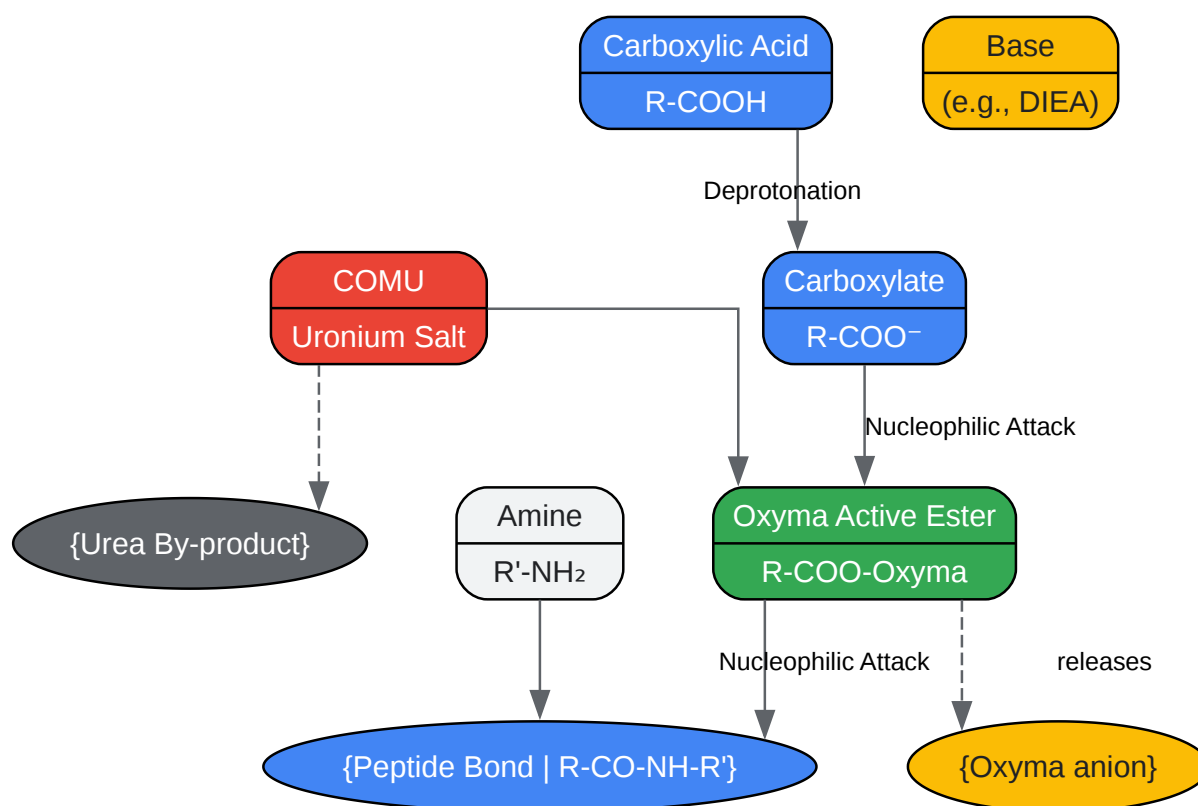 Carboxylic Acid
R-COOH
Base
(e.g., DIEA)
Deprotonation
COMU
Uronium Salt
Carboxylate
R-COO⁻
Nucleophilic Attack
{Urea By-product}
Amine
R'-NH₂
Oxyma Active Ester
R-COO-Oxyma
Nucleophilic Attack
releases
{Peptide Bond | R-CO-NH-R'}
{Oxyma anion}